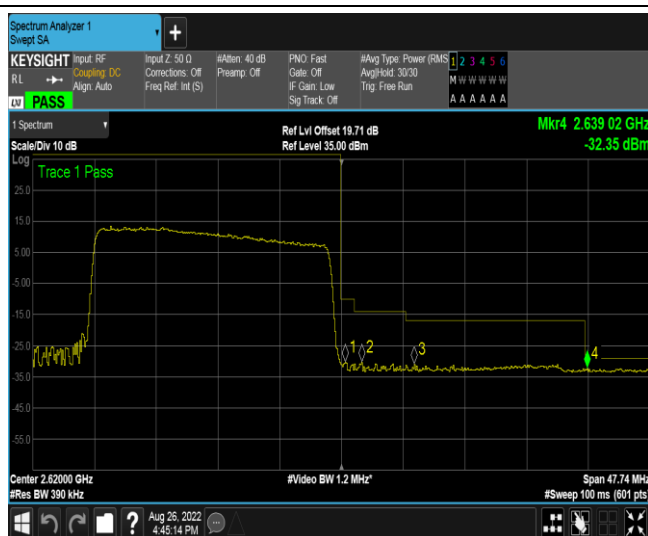 Spectrum Analyzer 1
Swept SA
+
KEYSIGHT
RL
LXI PASS
Input: RF
Coupling: DC
Align: Auto
Input Z: 50 Ω
Corrections: Off
Freq Ref: Int (S)
#Atten: 40 dB
Preamp: Off
PNO: Fast
Gate: Off
IF Gain: Low
Sig Track: Off
#Avg Type: Power (RMS
Avg|Hold: 30/30
Trig: Free Run
1 2 3 4 5 6
M W W W W W
A A A A A A
1 Spectrum
Scale/Div 10 dB
Ref Lvl Offset 19.71 dB
Ref Level 35.00 dBm
Mkr4 2.639 02 GHz
-32.35 dBm
Log
Trace 1 Pass
25.0
15.0
5.00
-5.00
-15.0
-25.0
-35.0
-45.0
-55.0
1
2
3
4
Center 2.62000 GHz
#Res BW 390 kHz
#Video BW 1.2 MHz*
Span 47.74 MHz
#Sweep 100 ms (601 pts)
?
Aug 26, 2022
4:45:14 PM